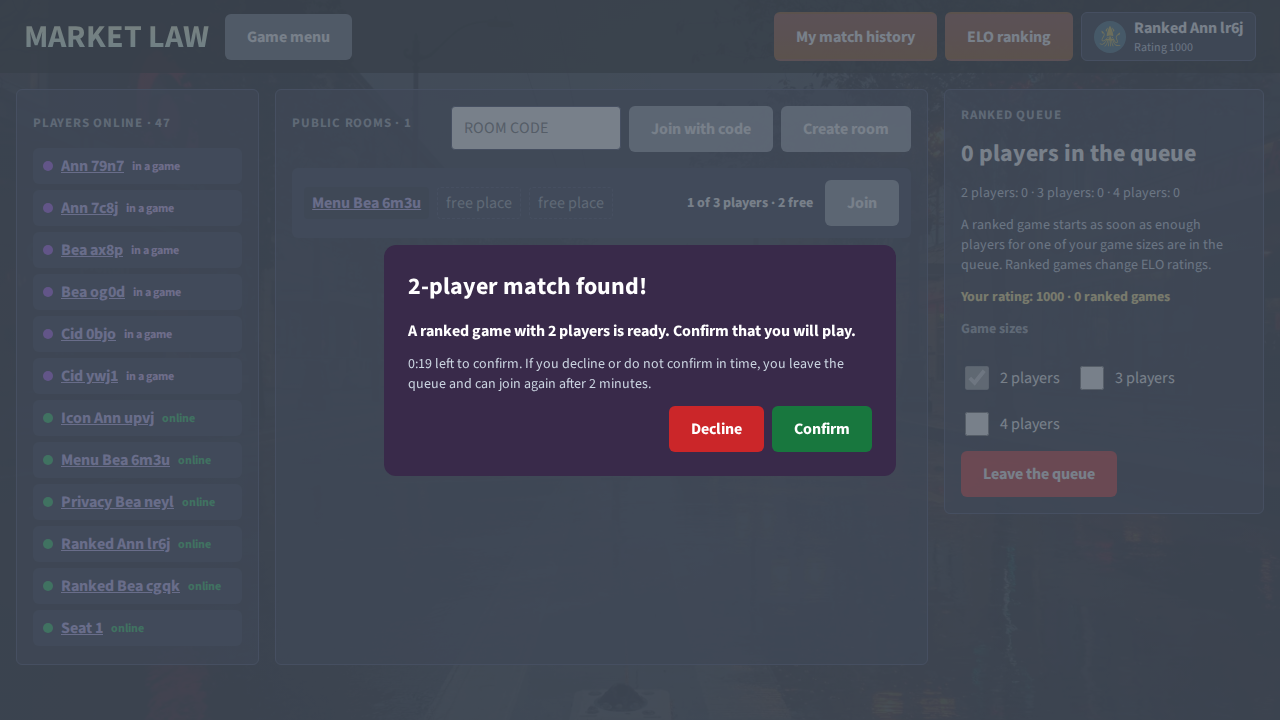 MARKET LAW
Game menu
My match history
ELO ranking
Ranked Ann lr6j
Rating 1000
PLAYERS ONLINE · 47
Ann 79n7 in a game
Ann 7c8j in a game
Bea ax8p in a game
Bea og0d in a game
Cid 0bjo in a game
Cid ywj1 in a game
Icon Ann upvj online
Menu Bea 6m3u online
Privacy Bea neyl online
Ranked Ann lr6j online
Ranked Bea cgqk online
Seat 1 online
PUBLIC ROOMS · 1
ROOM CODE
Join with code
Create room
Menu Bea 6m3u free place free place 1 of 3 players · 2 free Join
2-player match found!
A ranked game with 2 players is ready. Confirm that you will play.
0:19 left to confirm. If you decline or do not confirm in time, you leave the
queue and can join again after 2 minutes.
Decline Confirm
RANKED QUEUE
0 players in the queue
2 players: 0 · 3 players: 0 · 4 players: 0
A ranked game starts as soon as enough
players for one of your game sizes are in the
queue. Ranked games change ELO ratings.
Your rating: 1000 · 0 ranked games
Game sizes
2 players 3 players
4 players
Leave the queue